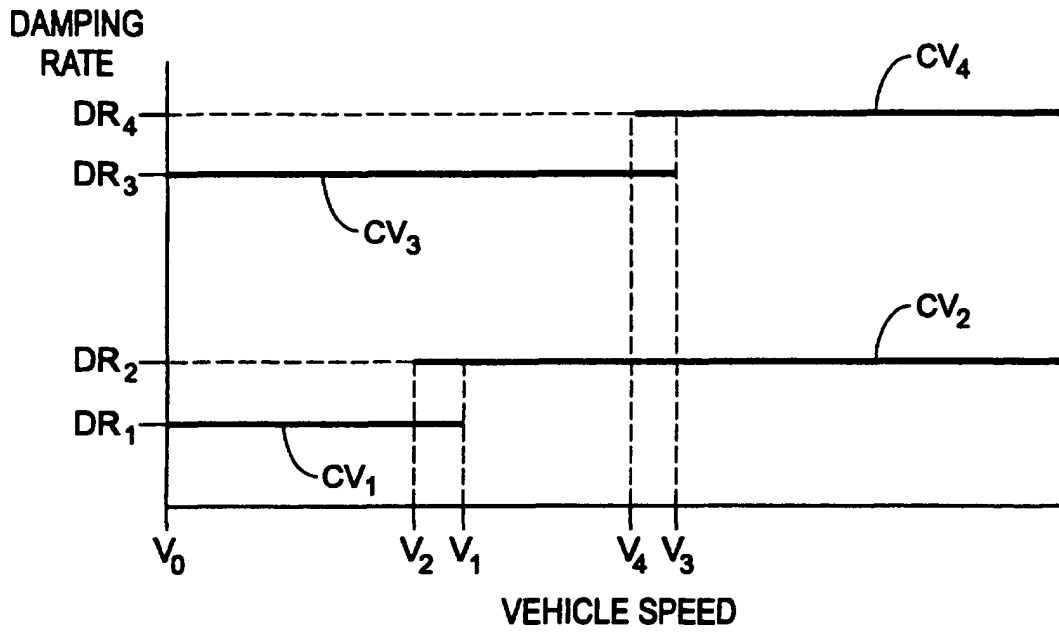 DAMPING
RATE
CV₄
DR₄
DR₃
CV₃
CV₂
DR₂
DR₁
CV₁
V₀ V₂ V₁ V₄ V₃
VEHICLE SPEED